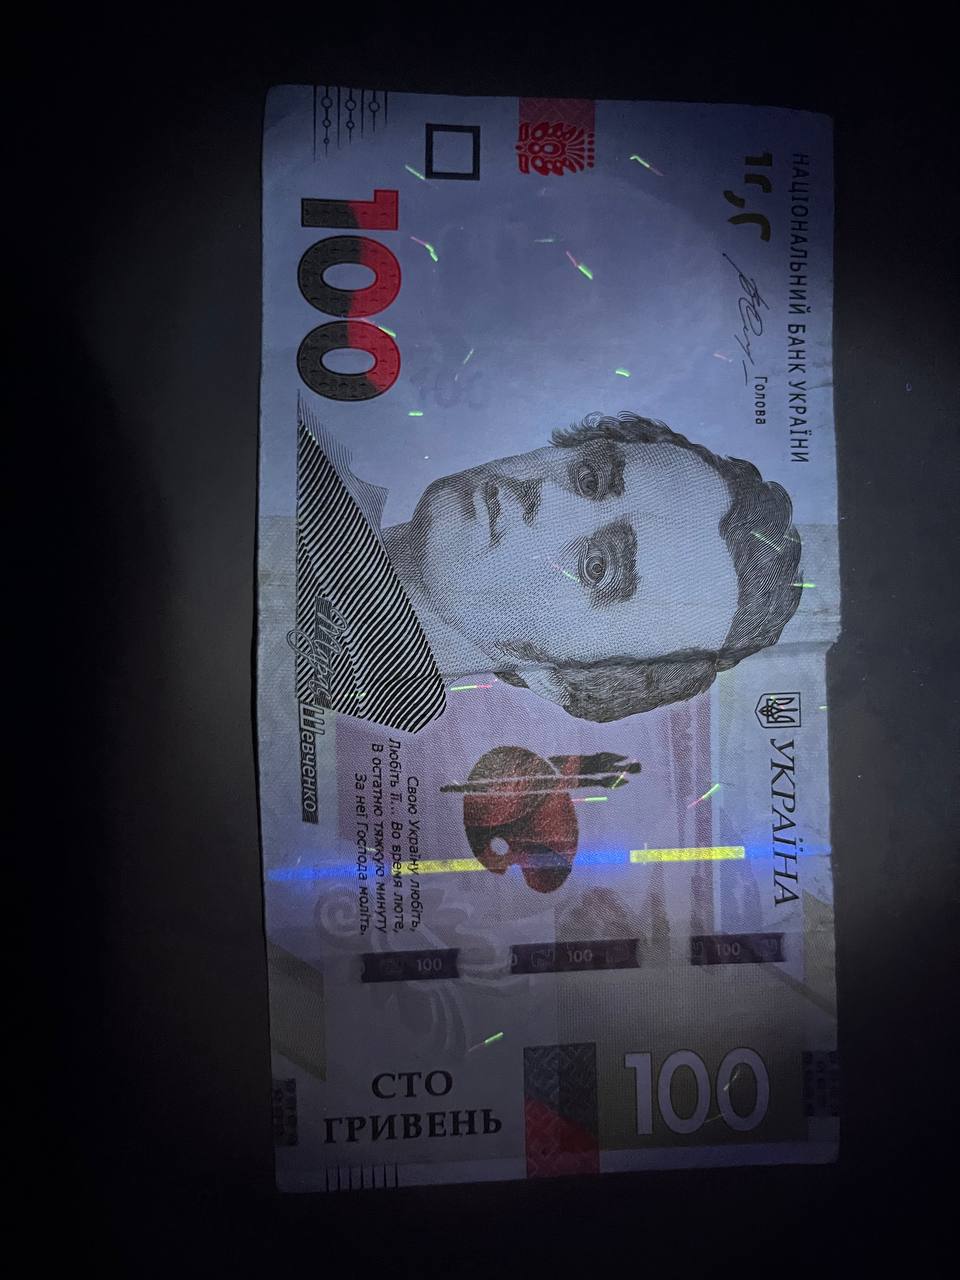 НАЦІОНАЛЬНИЙ БАНК УКРАЇНИ
Голова
УКРАЇНА
100
Тарас Шевченко
Свою Україну любіть,
Любіть її... Во время люте,
В остатню тяжкую минуту
За неї Господа моліть.
100
100
100
100
СТО
ГРИВЕНЬ